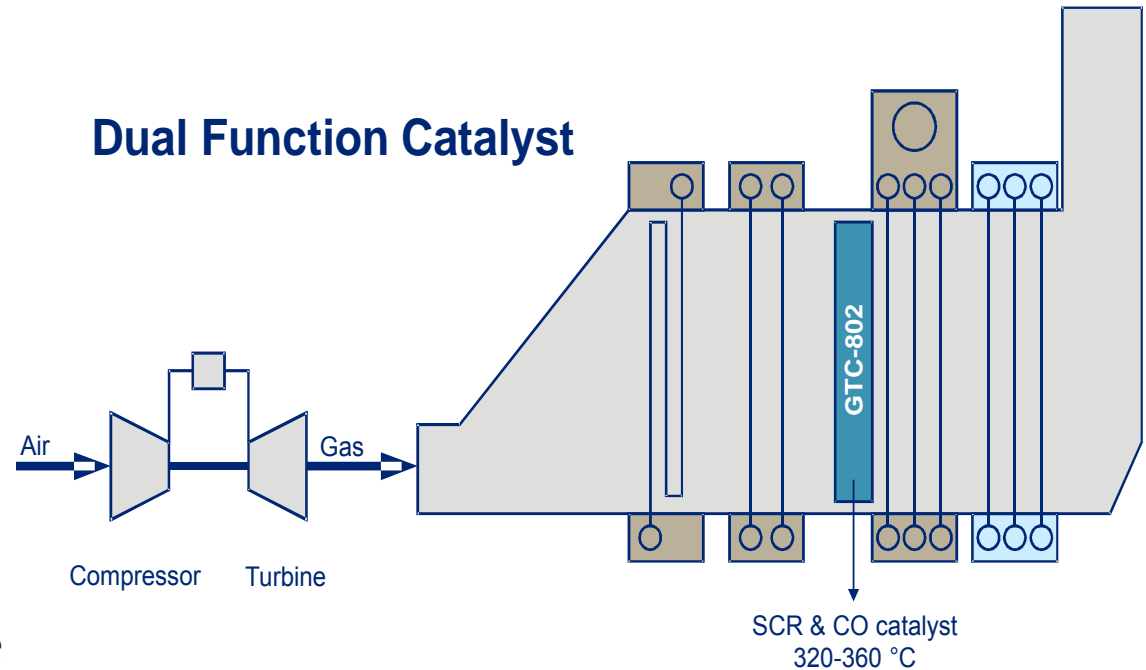 Dual Function Catalyst
GTC-802
Air
Gas
Compressor
Turbine
SCR & CO catalyst
320-360 °C